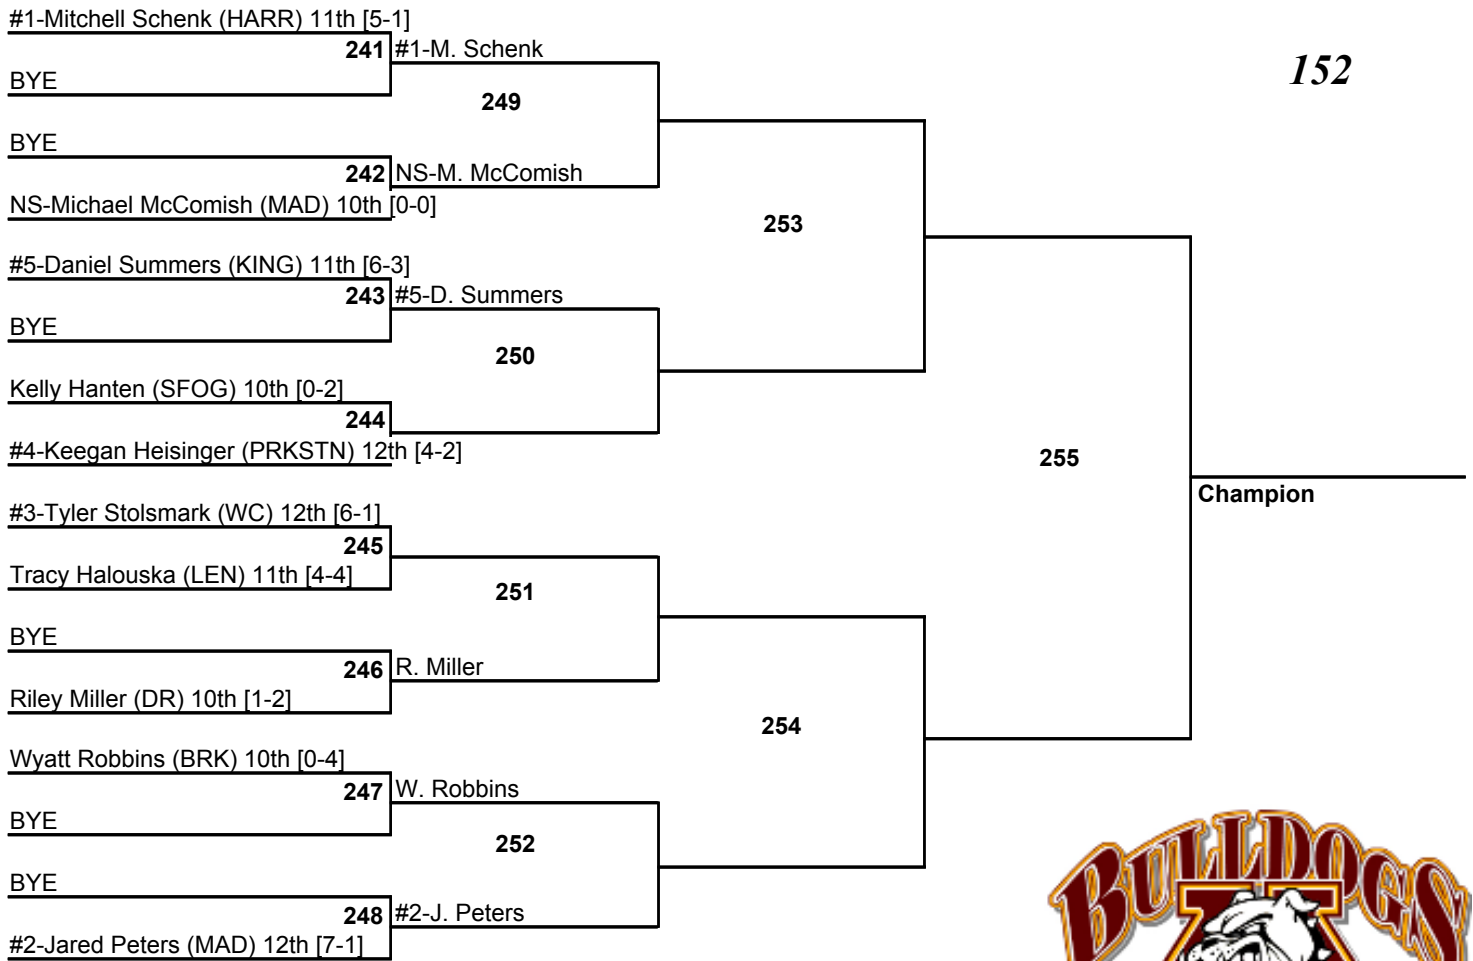 #1-Mitchell Schenk (HARR) 11th [5-1]
241 #1-M. Schenk
152
BYE
249
BYE
242 NS-M. McComish
NS-Michael McComish (MAD) 10th [0-0]
253
#5-Daniel Summers (KING) 11th [6-3]
243 #5-D. Summers
BYE
250
Kelly Hanten (SFOG) 10th [0-2]
244
#4-Keegan Heisinger (PRKSTN) 12th [4-2]
255
Champion
#3-Tyler Stolsmark (WC) 12th [6-1]
245
Tracy Halouska (LEN) 11th [4-4]
251
BYE
246 R. Miller
Riley Miller (DR) 10th [1-2]
254
Wyatt Robbins (BRK) 10th [0-4]
247 W. Robbins
BYE
252
BYE
248 #2-J. Peters
#2-Jared Peters (MAD) 12th [7-1]
BULLDOGS